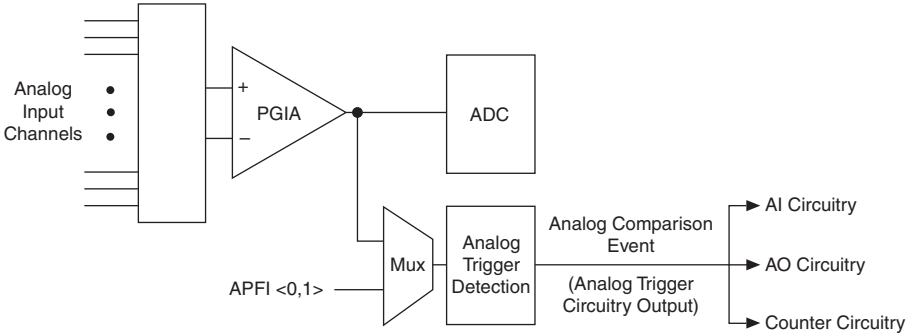 Analog
Input
Channels
+
PGIA
–
ADC
APFI <0,1>
Mux
Analog
Trigger
Detection
Analog Comparison
Event
(Analog Trigger
Circuitry Output)
AI Circuitry
AO Circuitry
Counter Circuitry